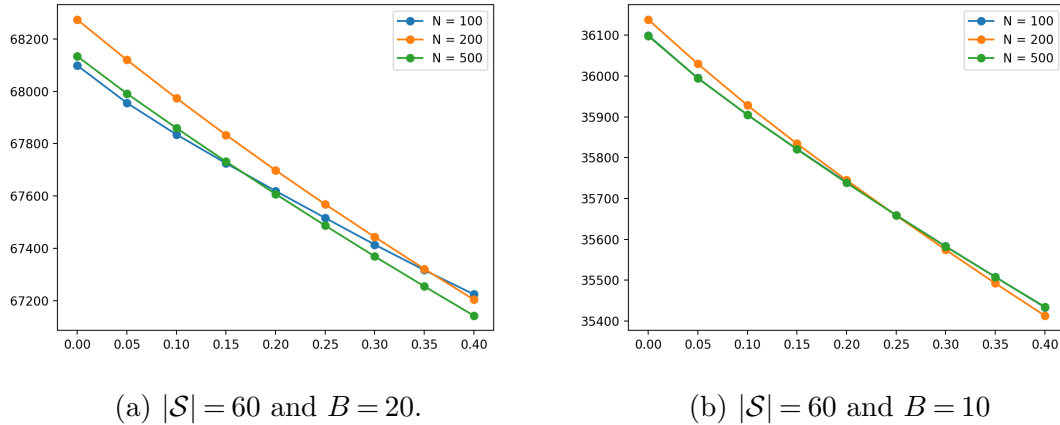 68200
68000
67800
67600
67400
67200
0.00 0.05 0.10 0.15 0.20 0.25 0.30 0.35 0.40
N = 100
N = 200
N = 500
(a) |𝒮| = 60 and B = 20.
36100
36000
35900
35800
35700
35600
35500
35400
0.00 0.05 0.10 0.15 0.20 0.25 0.30 0.35 0.40
N = 100
N = 200
N = 500
(b) |𝒮| = 60 and B = 10